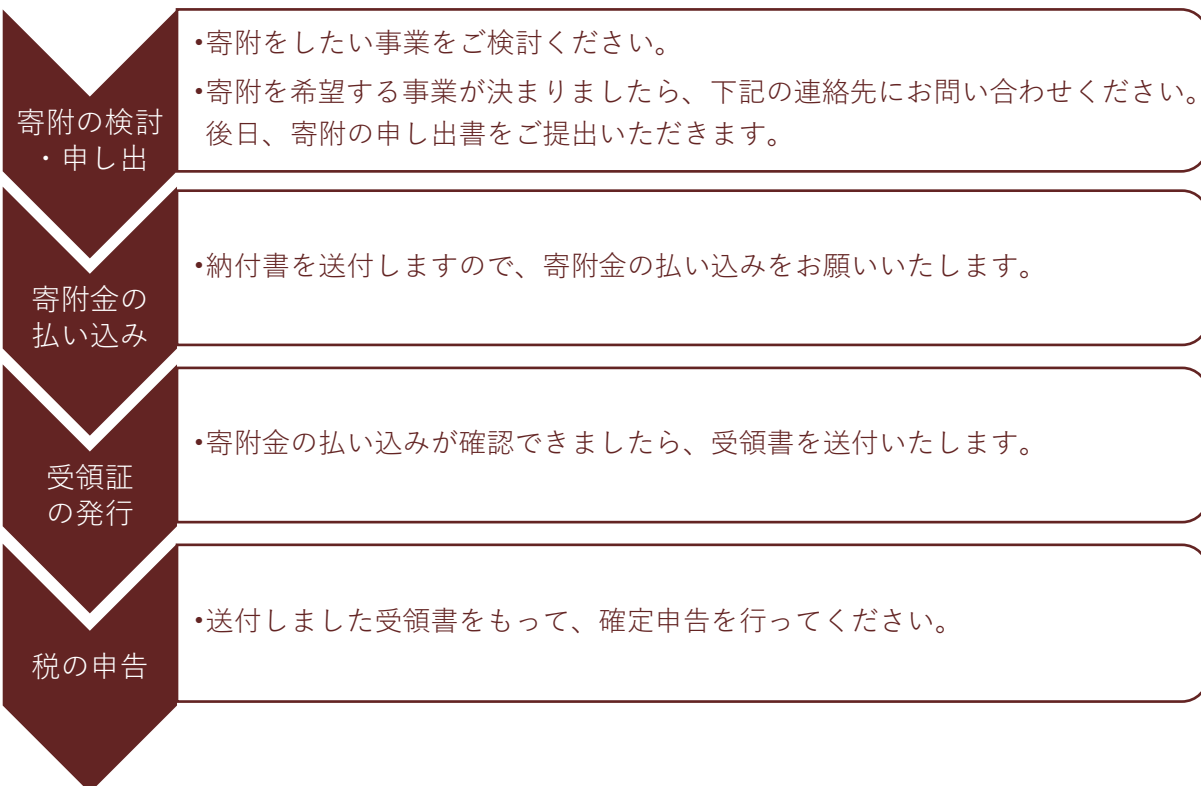 寄附の検討
・申し出
•寄附をしたい事業をご検討ください。
•寄附を希望する事業が決まりましたら、下記の連絡先にお問い合わせください。
後日、寄附の申し出書をご提出いただきます。
寄附金の
払い込み
•納付書を送付しますので、寄附金の払い込みをお願いいたします。
受領証
の発行
•寄附金の払い込みが確認できましたら、受領書を送付いたします。
税の申告
•送付しました受領書をもって、確定申告を行ってください。